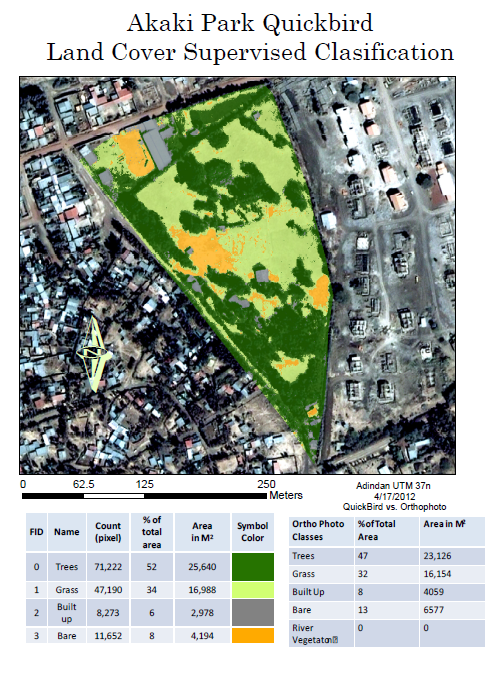 Akaki Park Quickbird
Land Cover Supervised Clasification
0 62.5 125 250
Meters
Adindan UTM 37n
4/17/2012
QuickBird vs. Orthophoto
FID Name Count (pixel) % of total area Area in M² Symbol Color
0 Trees 71,222 52 25,640
1 Grass 47,190 34 16,988
2 Built up 8,273 6 2,978
3 Bare 11,652 8 4,194
Ortho Photo Classes %of Total Area Area in M²
Trees 47 23,126
Grass 32 16,154
Built Up 8 4059
Bare 13 6577
River 0 0